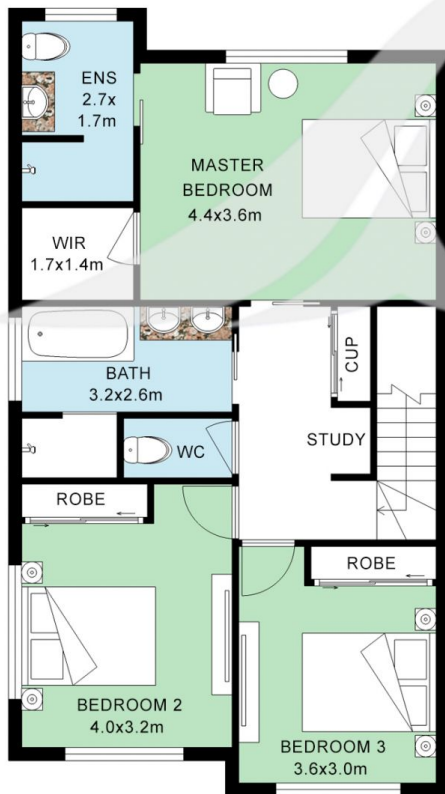 ENS
2.7x
1.7m
MASTER
BEDROOM
4.4x3.6m
WIR
1.7x1.4m
CUP
BATH
3.2x2.6m
STUDY
WC
ROBE
ROBE
BEDROOM 2
4.0x3.2m
BEDROOM 3
3.6x3.0m